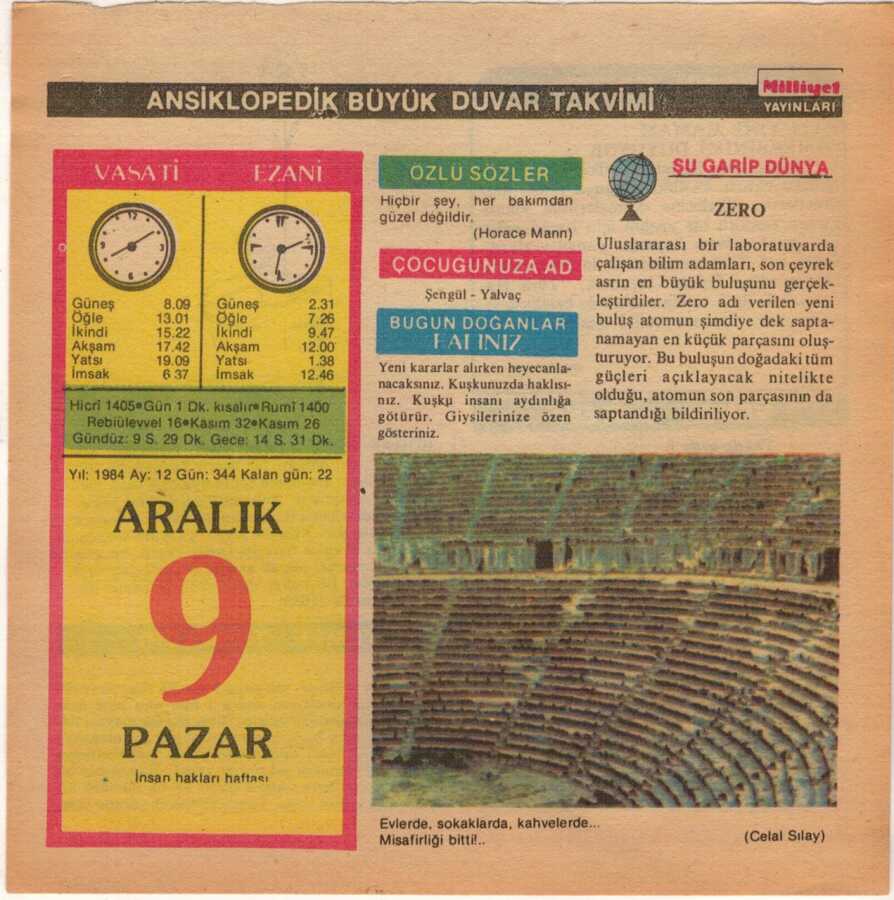 ANSİKLOPEDİK BÜYÜK DUVAR TAKVİMİ
Milliyet
YAYINLARI
VASATİ EZANİ
Güneş 8.09 Güneş 2.31
Öğle 13.01 Öğle 7.26
İkindi 15.22 İkindi 9.47
Akşam 17.42 Akşam 12.00
Yatsı 19.09 Yatsı 1.38
İmsak 6 37 İmsak 12.46
Hicrî 1405•Gün 1 Dk. kısalır•Rumî 1400
Rebiülevvel 16•Kasım 32•Kasım 26
Gündüz: 9 S. 29 Dk. Gece: 14 S. 31 Dk.
Yıl: 1984 Ay: 12 Gün: 344 Kalan gün: 22
ARALIK
9
PAZAR
İnsan hakları haftası
ÖZLÜ SÖZLER
Hiçbir şey, her bakımdan
güzel değildir.
(Horace Mann)
ÇOCUGUNUZA AD
Şengül - Yalvaç
BUGUN DOĞANLAR
FALINIZ
Yeni kararlar alırken heyecanla-
nacaksınız. Kuşkunuzda haklısı-
nız. Kuşku insanı aydınlığa
götürür. Giysilerinize özen
gösteriniz.
ŞU GARİP DÜNYA
ZERO
Uluslararası bir laboratuvarda
çalışan bilim adamları, son çeyrek
asrın en büyük buluşunu gerçek-
leştirdiler. Zero adı verilen yeni
buluş atomun şimdiye dek sapta-
namayan en küçük parçasını oluş-
turuyor. Bu buluşun doğadaki tüm
güçleri açıklayacak nitelikte
olduğu, atomun son parçasının da
saptandığı bildiriliyor.
Evlerde, sokaklarda, kahvelerde...
Misafirliği bitti!..
(Celal Sılay)